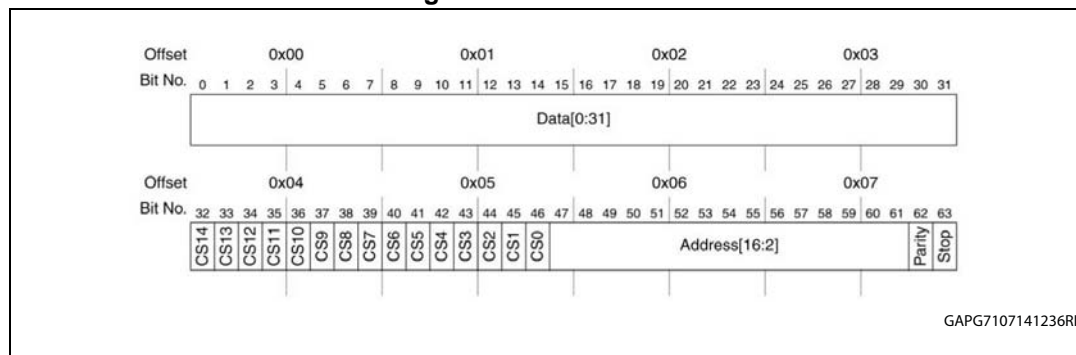 Offset 0x00 0x01 0x02 0x03
Bit No. 0 1 2 3 4 5 6 7 8 9 10 11 12 13 14 15 16 17 18 19 20 21 22 23 24 25 26 27 28 29 30 31
Data[0:31]
Offset 0x04 0x05 0x06 0x07
Bit No. 32 33 34 35 36 37 38 39 40 41 42 43 44 45 46 47 48 49 50 51 52 53 54 55 56 57 58 59 60 61 62 63
CS14 CS13 CS12 CS11 CS10 CS9 CS8 CS7 CS6 CS5 CS4 CS3 CS2 CS1 CS0 Address[16:2] Parity Stop